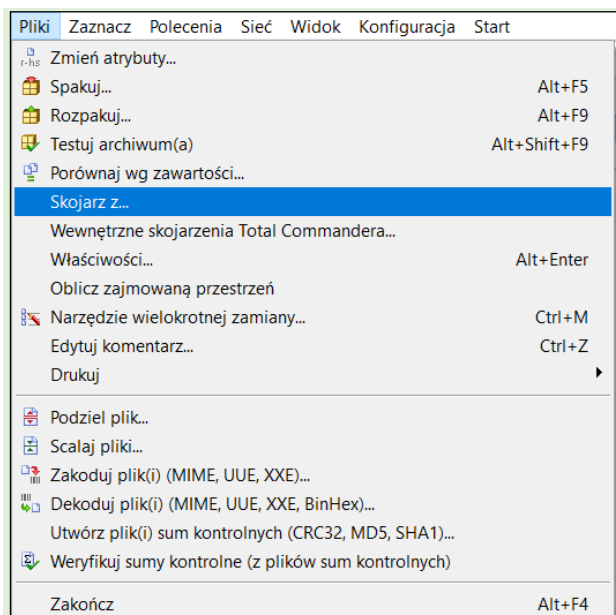 Pliki Zaznacz Polecenia Sieć Widok Konfiguracja Start
r-hs Zmień atrybuty...
Spakuj... Alt+F5
Rozpakuj... Alt+F9
Testuj archiwum(a) Alt+Shift+F9
Porównaj wg zawartości...
Skojarz z...
Wewnętrzne skojarzenia Total Commandera...
Właściwości... Alt+Enter
Oblicz zajmowaną przestrzeń
Narzędzie wielokrotnej zamiany... Ctrl+M
Edytuj komentarz... Ctrl+Z
Drukuj
Podziel plik...
Scalaj pliki...
Zakoduj plik(i) (MIME, UUE, XXE)...
Dekoduj plik(i) (MIME, UUE, XXE, BinHex)...
Utwórz plik(i) sum kontrolnych (CRC32, MD5, SHA1)...
Weryfikuj sumy kontrolne (z plików sum kontrolnych)
Zakończ Alt+F4